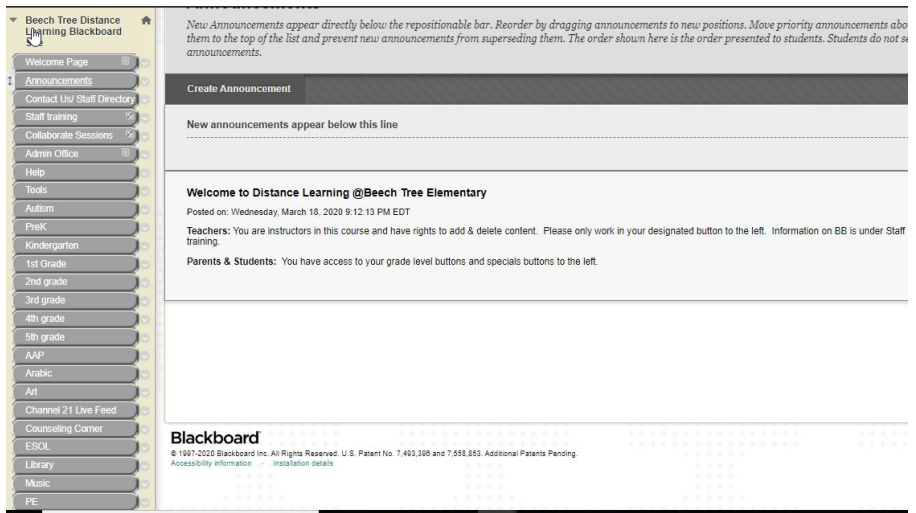 Beech Tree Distance
Learning Blackboard
Welcome Page
Announcements
Contact Us/ Staff Directory
Staff training
Collaborate Sessions
Admin Office
Help
Tools
Autism
PreK
Kindergarten
1st Grade
2nd grade
3rd grade
4th grade
5th grade
AAP
Arabic
Art
Channel 21 Live Feed
Counseling Corner
ESOL
Library
Music
PE
New Announcements appear directly below the repositionable bar. Reorder by dragging announcements to new positions. Move priority announcements abo
them to the top of the list and prevent new announcements from superseding them. The order shown here is the order presented to students. Students do not se
announcements.
Create Announcement
New announcements appear below this line
Welcome to Distance Learning @Beech Tree Elementary
Posted on: Wednesday, March 18, 2020 9:12:13 PM EDT
Teachers: You are instructors in this course and have rights to add & delete content. Please only work in your designated button to the left. Information on BB is under Staff
training.
Parents & Students: You have access to your grade level buttons and specials buttons to the left.
Blackboard
© 1997-2020 Blackboard Inc. All Rights Reserved. U.S. Patent No. 7,493,396 and 7,558,853. Additional Patents Pending.
Accessibility information · Installation details